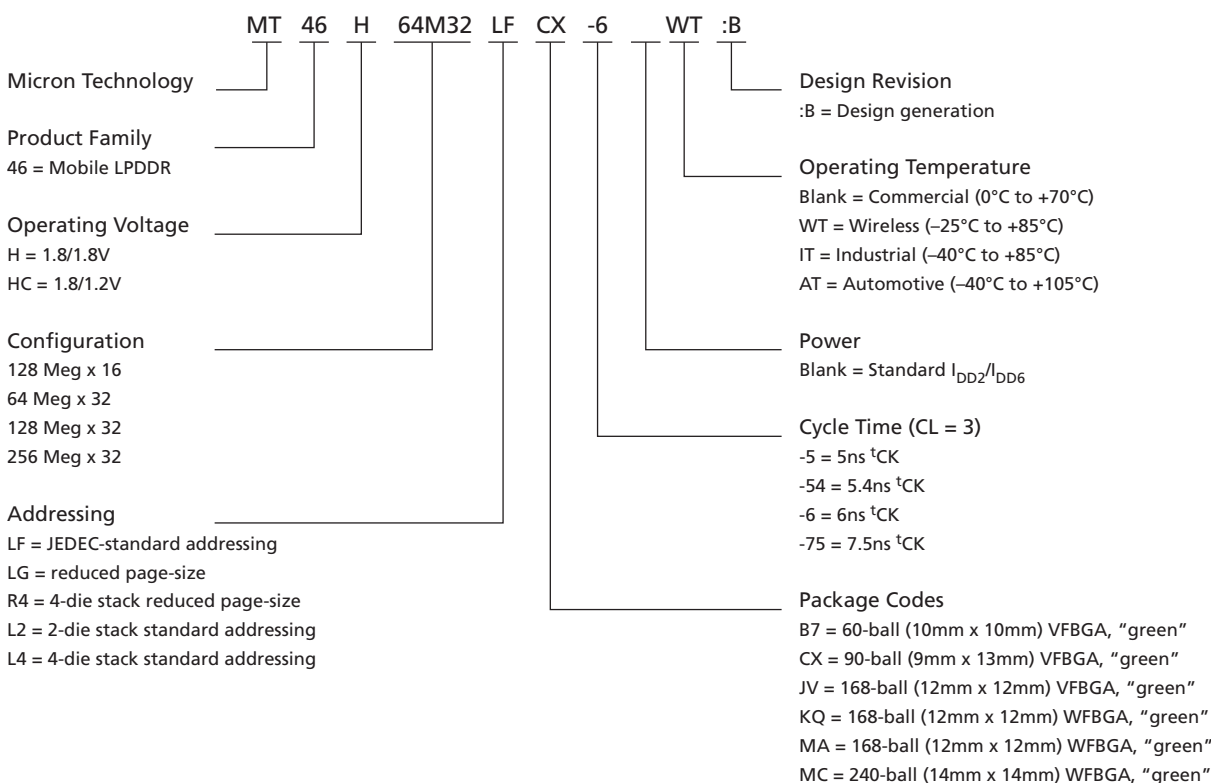 MT 46 H 64M32 LF CX -6 WT :B
Micron Technology
Product Family
46 = Mobile LPDDR
Operating Voltage
H = 1.8/1.8V
HC = 1.8/1.2V
Configuration
128 Meg x 16
64 Meg x 32
128 Meg x 32
256 Meg x 32
Addressing
LF = JEDEC-standard addressing
LG = reduced page-size
R4 = 4-die stack reduced page-size
L2 = 2-die stack standard addressing
L4 = 4-die stack standard addressing
Design Revision
:B = Design generation
Operating Temperature
Blank = Commercial (0°C to +70°C)
WT = Wireless (–25°C to +85°C)
IT = Industrial (–40°C to +85°C)
AT = Automotive (–40°C to +105°C)
Power
Blank = Standard IDD2/IDD6
Cycle Time (CL = 3)
-5 = 5ns tCK
-54 = 5.4ns tCK
-6 = 6ns tCK
-75 = 7.5ns tCK
Package Codes
B7 = 60-ball (10mm x 10mm) VFBGA, “green”
CX = 90-ball (9mm x 13mm) VFBGA, “green”
JV = 168-ball (12mm x 12mm) VFBGA, “green”
KQ = 168-ball (12mm x 12mm) WFBGA, “green”
MA = 168-ball (12mm x 12mm) WFBGA, “green”
MC = 240-ball (14mm x 14mm) WFBGA, “green”